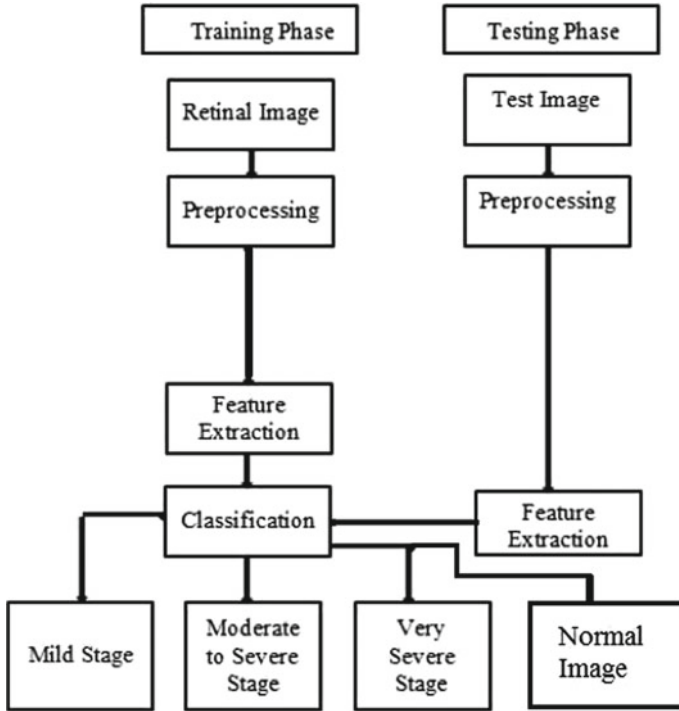 Training Phase
Testing Phase
Retinal Image
Test Image
Preprocessing
Preprocessing
Feature
Extraction
Classification
Feature
Extraction
Mild Stage
Moderate
to Severe
Stage
Very
Severe
Stage
Normal
Image